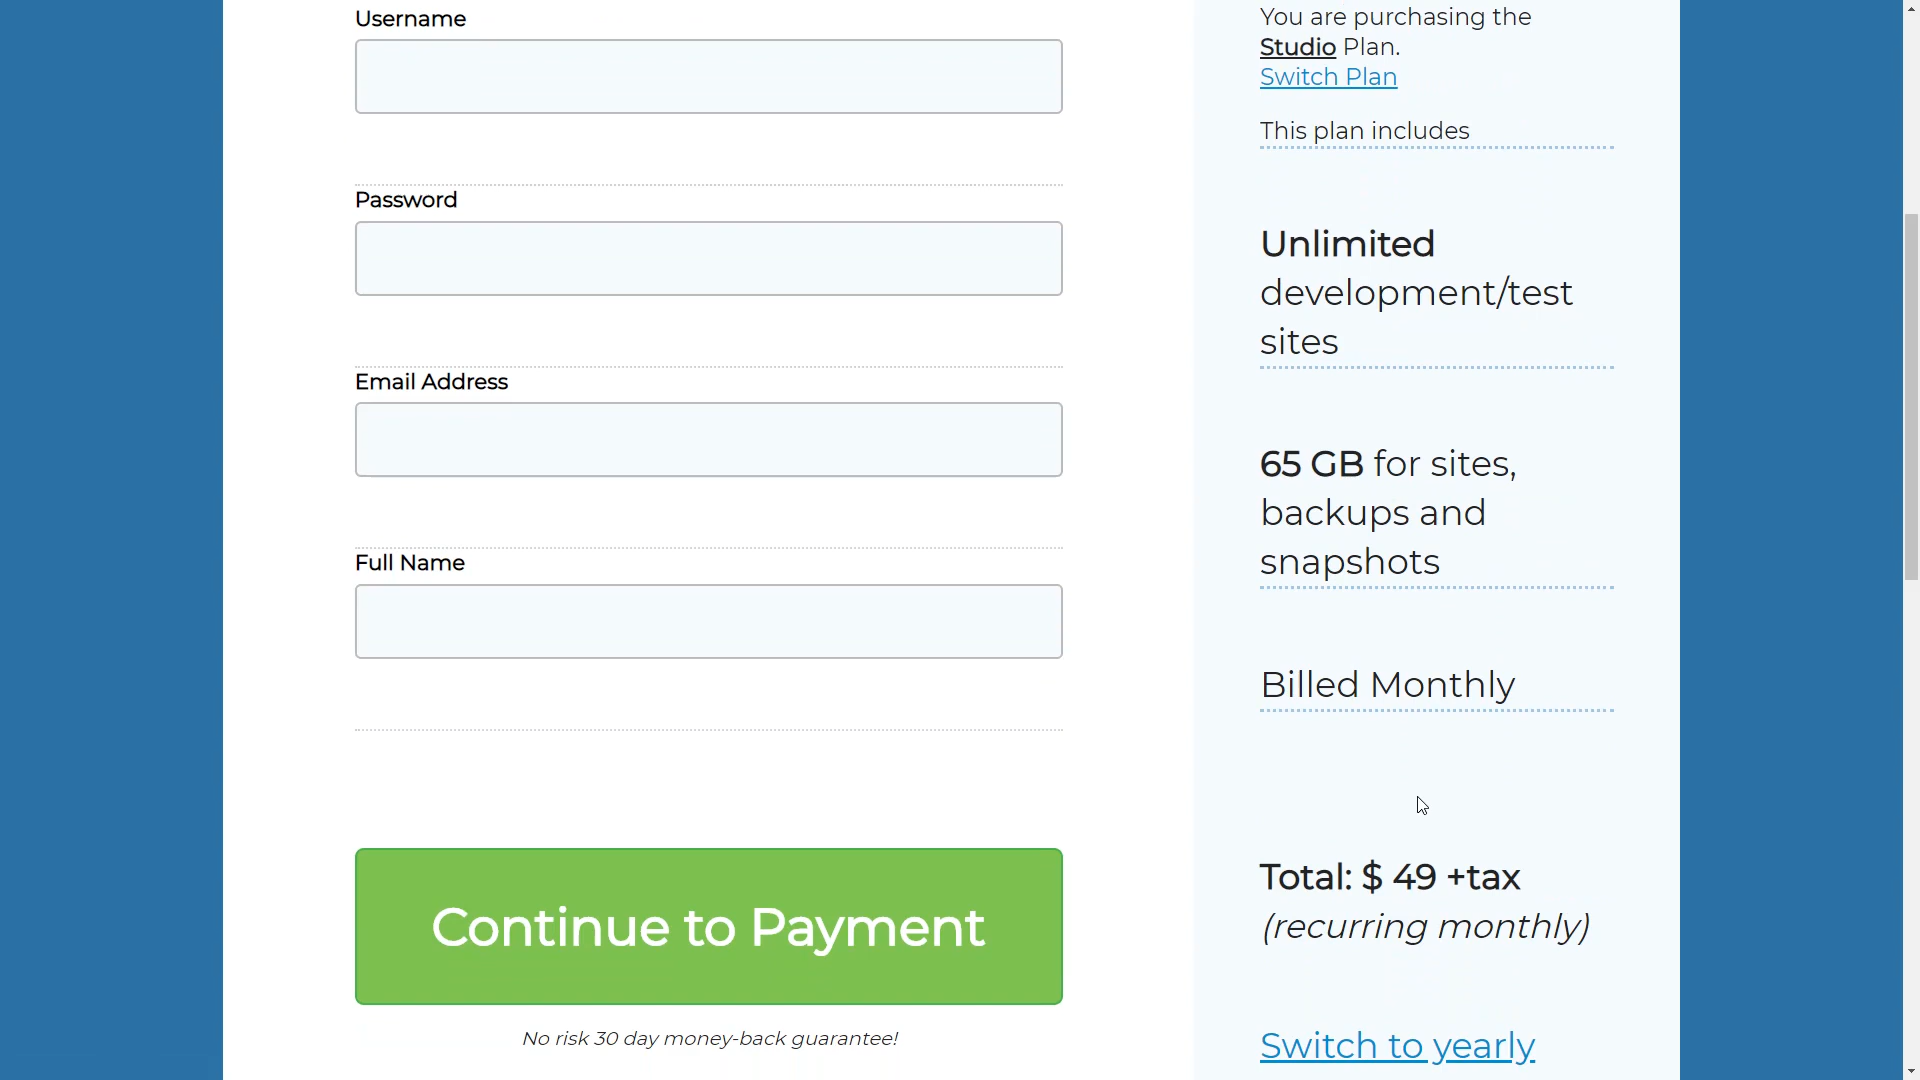 Username
Password
Email Address
Full Name
Continue to Payment
No risk 30 day money-back guarantee!
You are purchasing the
Studio Plan.
Switch Plan
This plan includes
Unlimited
development/test
sites
65 GB for sites,
backups and
snapshots
Billed Monthly
Total: $ 49 +tax
(recurring monthly)
Switch to yearly